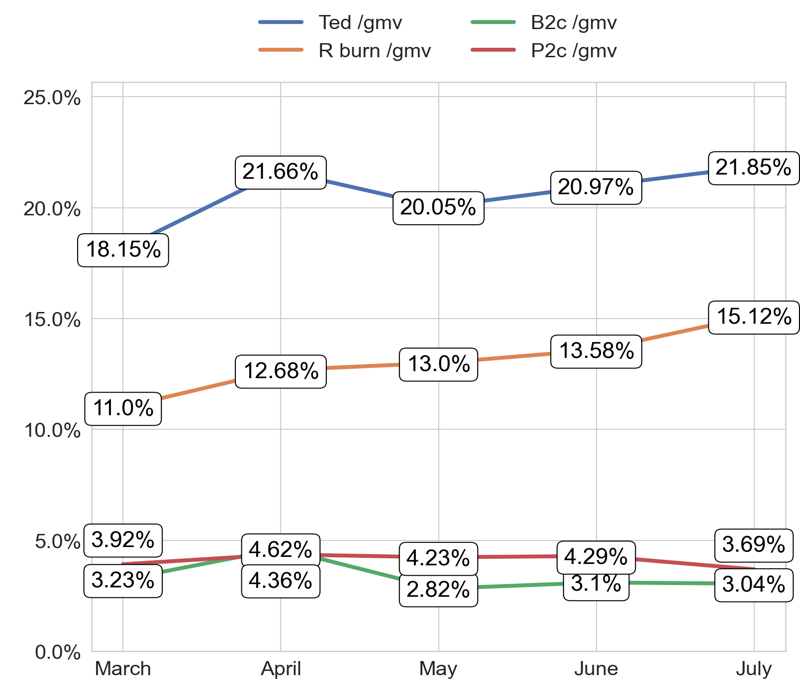 Ted /gmv
B2c /gmv
R burn /gmv
P2c /gmv
25.0%
20.0%
15.0%
10.0%
5.0%
0.0%
18.15%
21.66%
20.05%
20.97%
21.85%
11.0%
12.68%
13.0%
13.58%
15.12%
3.92%
4.62%
4.23%
4.29%
3.69%
3.23%
4.36%
2.82%
3.1%
3.04%
March
April
May
June
July